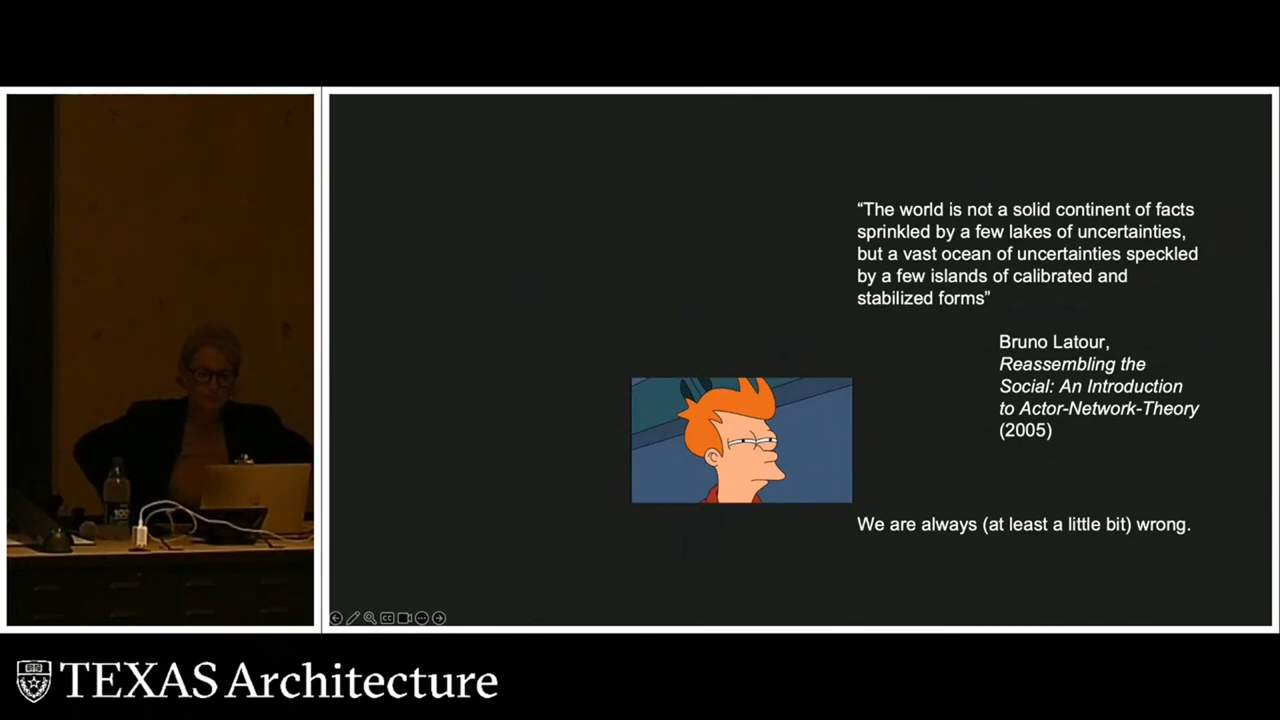 “The world is not a solid continent of facts
sprinkled by a few lakes of uncertainties,
but a vast ocean of uncertainties speckled
by a few islands of calibrated and
stabilized forms”
Bruno Latour,
Reassembling the
Social: An Introduction
to Actor-Network-Theory
(2005)
We are always (at least a little bit) wrong.
CC
TEXAS Architecture